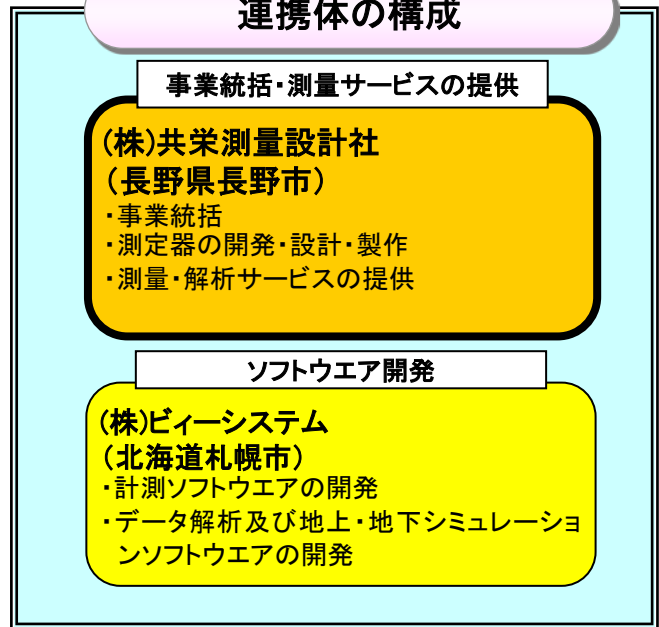 連携体の構成
事業統括・測量サービスの提供
(株)共栄測量設計社
(長野県長野市)
・事業統括
・測定器の開発・設計・製作
・測量・解析サービスの提供
ソフトウエア開発
(株)ビィーシステム
(北海道札幌市)
・計測ソフトウエアの開発
・データ解析及び地上・地下シミュレーショ
ンソフトウエアの開発